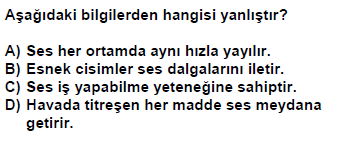 Aşağıdaki bilgilerden hangisi yanlıştır?
A) Ses her ortamda aynı hızla yayılır.
B) Esnek cisimler ses dalgalarını iletir.
C) Ses iş yapabilme yeteneğine sahiptir.
D) Havada titreşen her madde ses meydana
getirir.